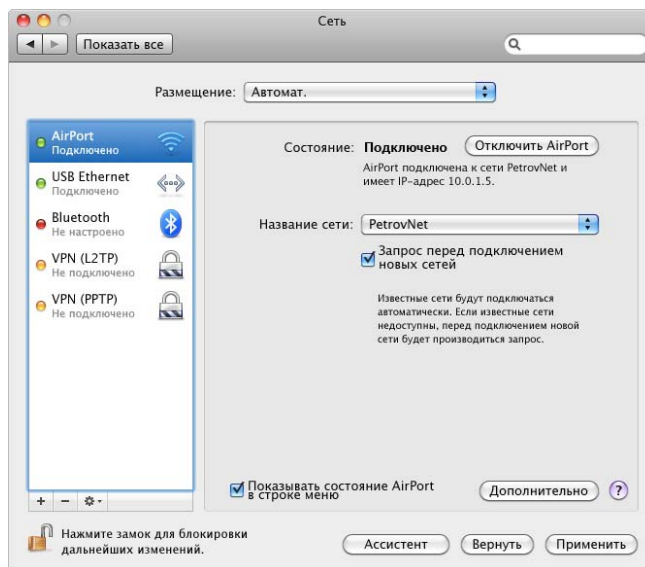 Сеть
Показать все
Размещение: Автомат.
AirPort
Подключено
USB Ethernet
Подключено
Bluetooth
Не настроено
VPN (L2TP)
Не подключено
VPN (PPTP)
Не подключено
Состояние: Подключено Отключить AirPort
AirPort подключена к сети PetrovNet и
имеет IP-адрес 10.0.1.5.
Название сети: PetrovNet
Запрос перед подключением
новых сетей
Известные сети будут подключаться
автоматически. Если известные сети
недоступны, перед подключением новой
сети будет производиться запрос.
Показывать состояние AirPort
в строке меню
Дополнительно ?
Нажмите замок для блокировки
дальнейших изменений.
Ассистент Вернуть Применить